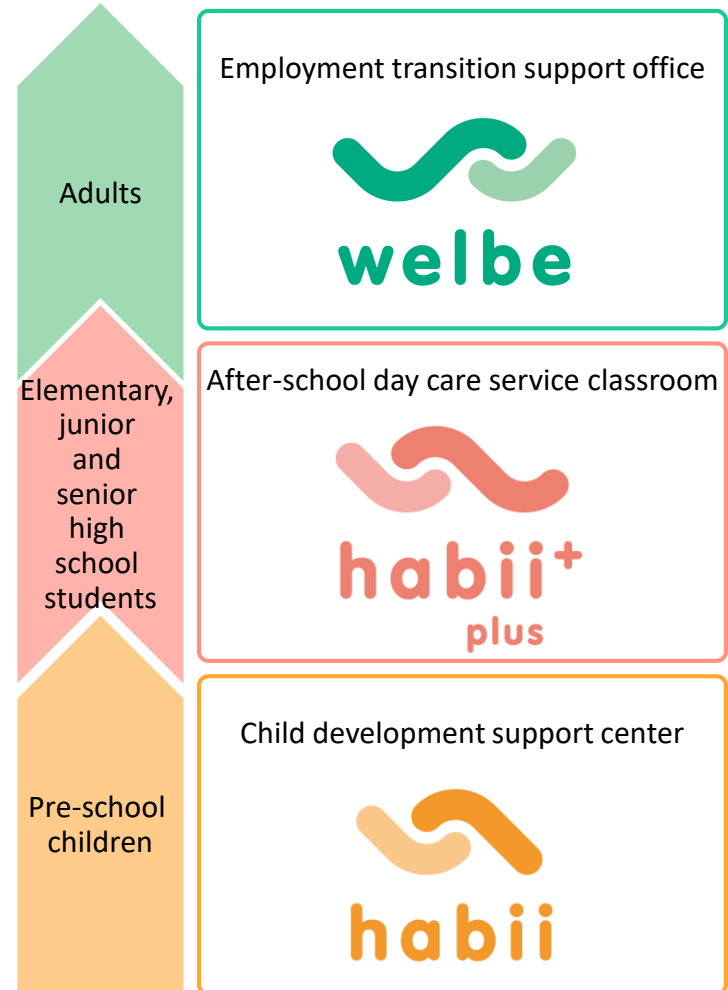 Employment transition support office
Adults
welbe
After-school day care service classroom
Elementary,
junior
and
senior
high
school
students
habii+
plus
Child development support center
Pre-school
children
habii